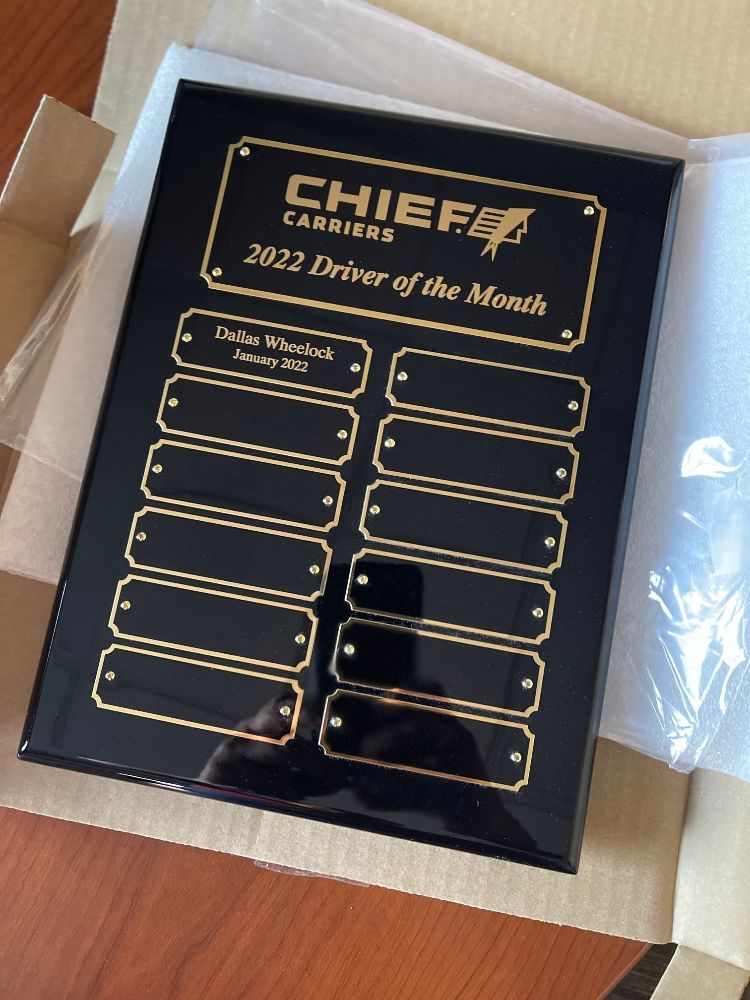 CHIEF
CARRIERS
2022 Driver of the Month
Dallas Wheelock
January 2022